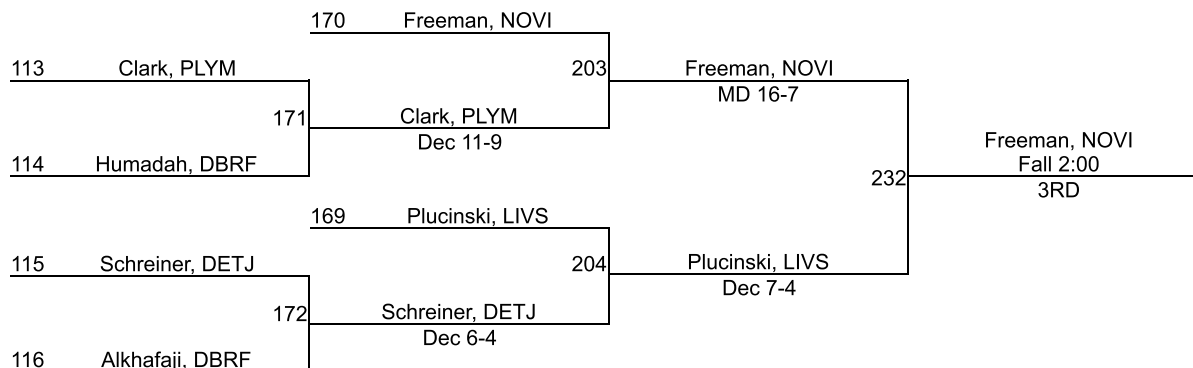 170 Freeman, NOVI
113 Clark, PLYM
203 Freeman, NOVI
MD 16-7
171 Clark, PLYM
Dec 11-9
Freeman, NOVI
114 Humadah, DBRF
Fall 2:00
232
3RD
169 Plucinski, LIVS
115 Schreiner, DETJ
204 Plucinski, LIVS
Dec 7-4
172 Schreiner, DETJ
Dec 6-4
116 Alkhafaji, DBRF